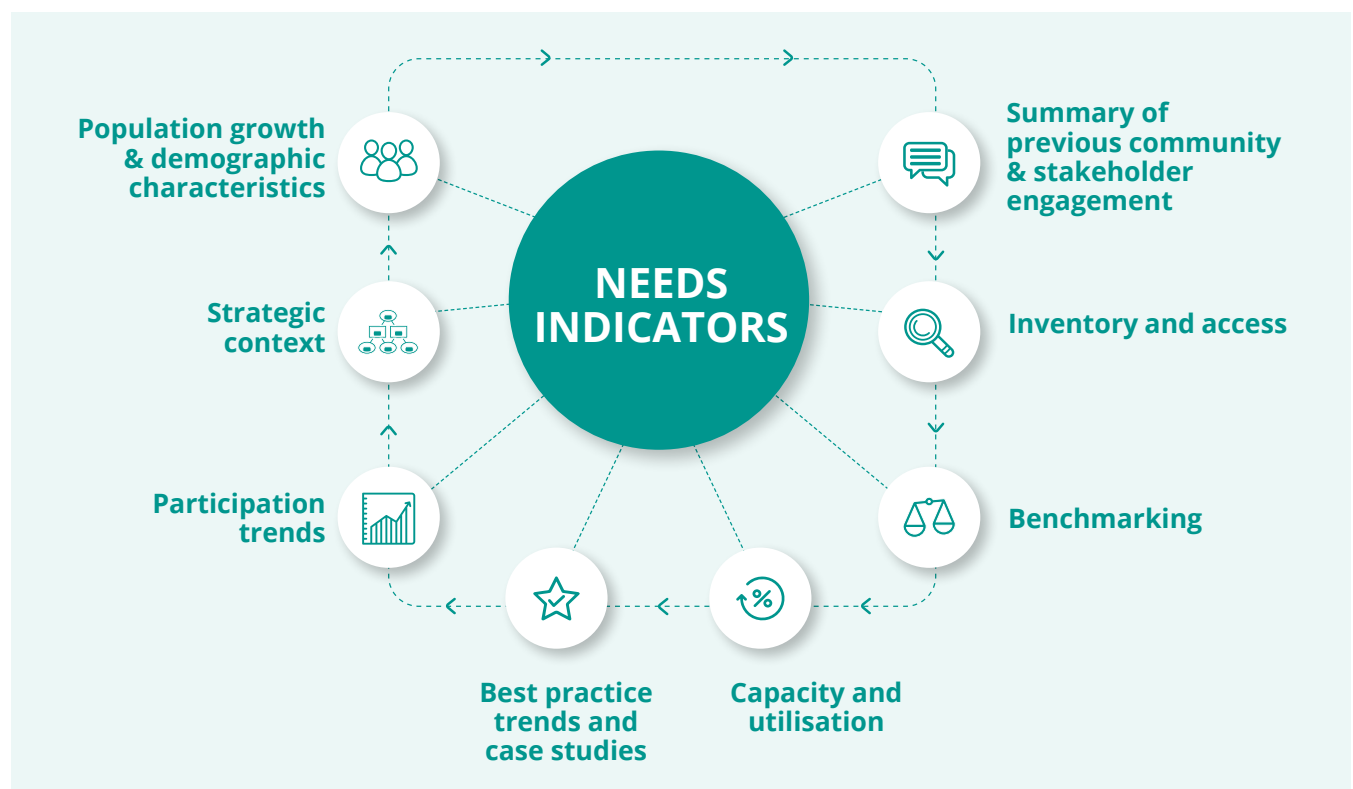 Population growth
& demographic
characteristics
Summary of
previous community
& stakeholder
engagement
NEEDS
INDICATORS
Strategic
context
Inventory and access
Participation
trends
Benchmarking
%
Best practice
trends and
case studies
Capacity and
utilisation